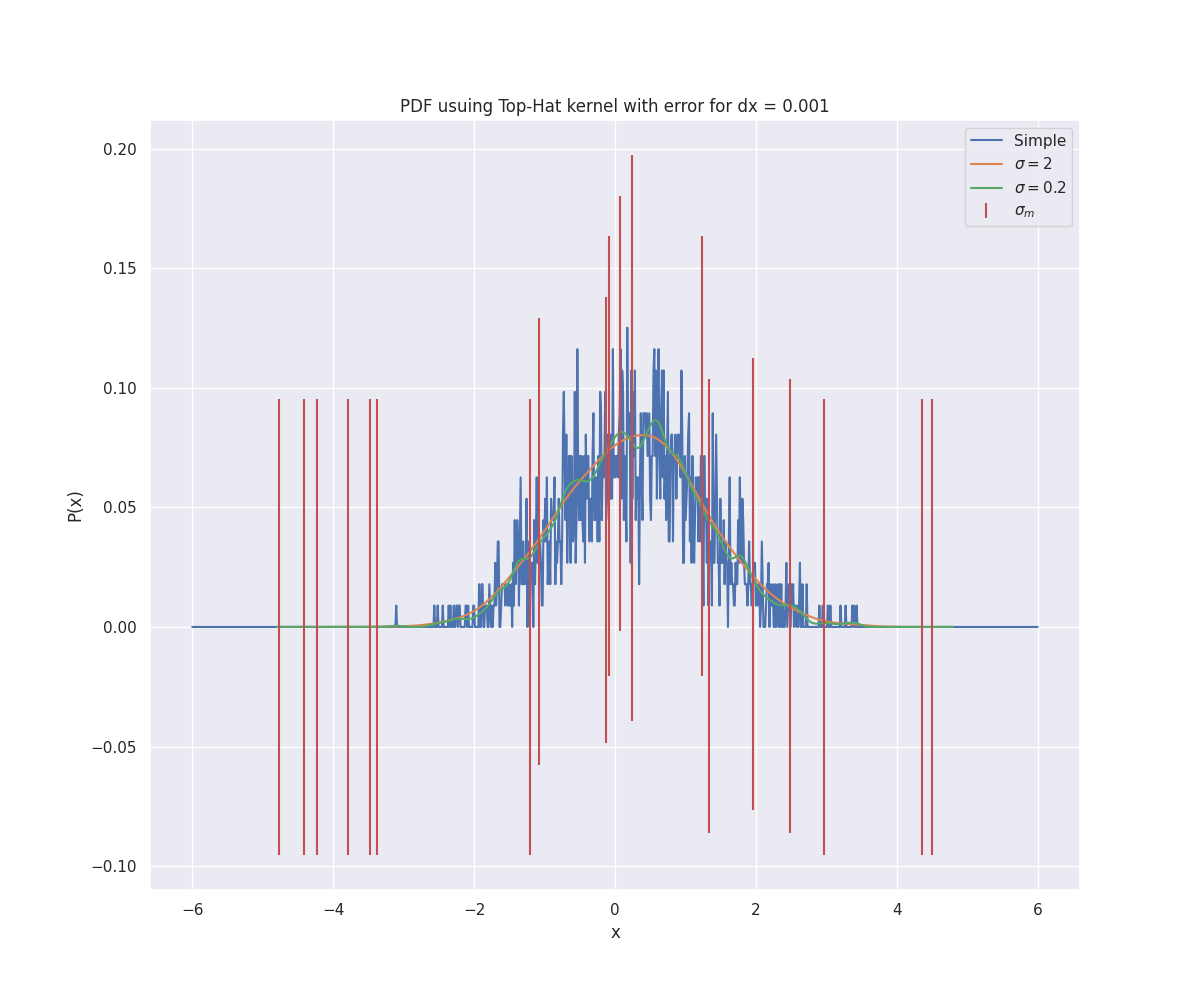 PDF usuing Top-Hat kernel with error for dx = 0.001
Simple
σ = 2
σ = 0.2
σm
0.20
0.15
0.10
0.05
0.00
−0.05
−0.10
P(x)
−6
−4
−2
0
2
4
6
x